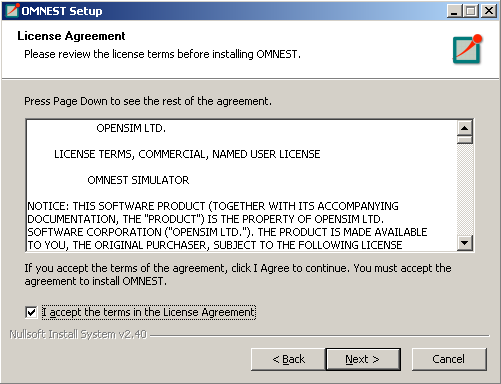 OMNEST Setup
License Agreement
Please review the license terms before installing OMNEST.
Press Page Down to see the rest of the agreement.
OPENSIM LTD.
LICENSE TERMS, COMMERCIAL, NAMED USER LICENSE
OMNEST SIMULATOR
NOTICE: THIS SOFTWARE PRODUCT (TOGETHER WITH ITS ACCOMPANYING
DOCUMENTATION, THE "PRODUCT") IS THE PROPERTY OF OPENSIM LTD.
SOFTWARE CORPORATION ("OPENSIM LTD."). THE PRODUCT IS MADE AVAILABLE
TO YOU, THE ORIGINAL PURCHASER, SUBJECT TO THE FOLLOWING LICENSE
If you accept the terms of the agreement, click I Agree to continue. You must accept the
agreement to install OMNEST.
I accept the terms in the License Agreement
Nullsoft Install System v2.40
< Back Next > Cancel